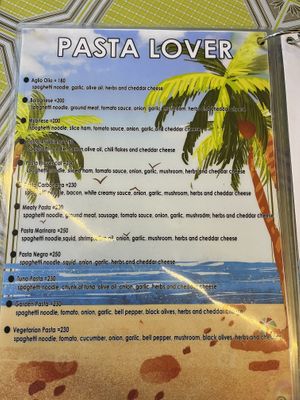 PASTA LOVER
Aglio Olio •180
spaghetti noodle, garlic, olive oil, herbs and cheddar cheese
Bolognese •200
spaghetti noodle, ground meat, tomato sauce, onion, garlic, mushroom, herbs and cheddar cheese
•200
spaghetti noodle, slice ham, tomato sauce, onion, garlic, and cheddar cheese
olive oil, chili flakes and cheddar cheese
spaghetti noodle, sliced ham, tomato sauce, onion, garlic, mushroom, herbs and cheddar cheese
spaghetti noodle, bacon, white creamy sauce, onion, garlic, mushroom, herbs and cheddar cheese
Meaty Pasta •230
spaghetti noodle, ground meat, sausage, tomato sauce, onion, garlic, mushroom, herbs and cheddar cheese
Pasta Marinara •250
spaghetti noodle, squid, shrimp, onion, garlic, mushroom, herbs and cheddar cheese
Pasta Negra •250
spaghetti noodle, squid, onion, garlic, herbs and cheddar cheese
Tuna Pasta •230
spaghetti noodle, chunk of tuna, olive oil, onion, garlic, herbs and cheddar cheese
Garden Pasta •230
spaghetti noodle, tomato, onion, garlic, bell pepper, black olives, herbs and cheddar cheese
Vegetarian Pasta •230
spaghetti noodle, tomato, cucumber, onion, garlic, bell pepper, mushroom, black olives, herbs and cheddar cheese